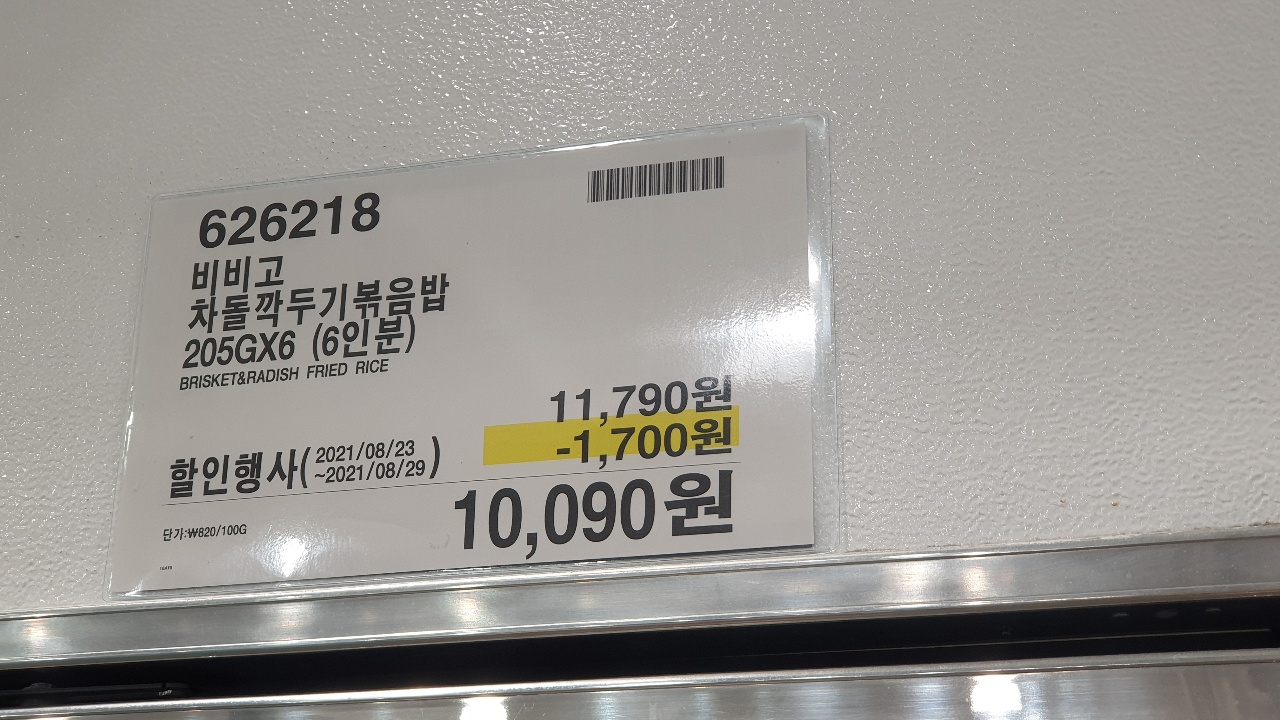 626218
비비고
차돌깍두기볶음밥
205GX6 (6인분)
BRISKET&RADISH FRIED RICE
11,790원
-1,700원
할인행사(2021/08/23
~2021/08/29)
10,090원
단가:₩820/100G